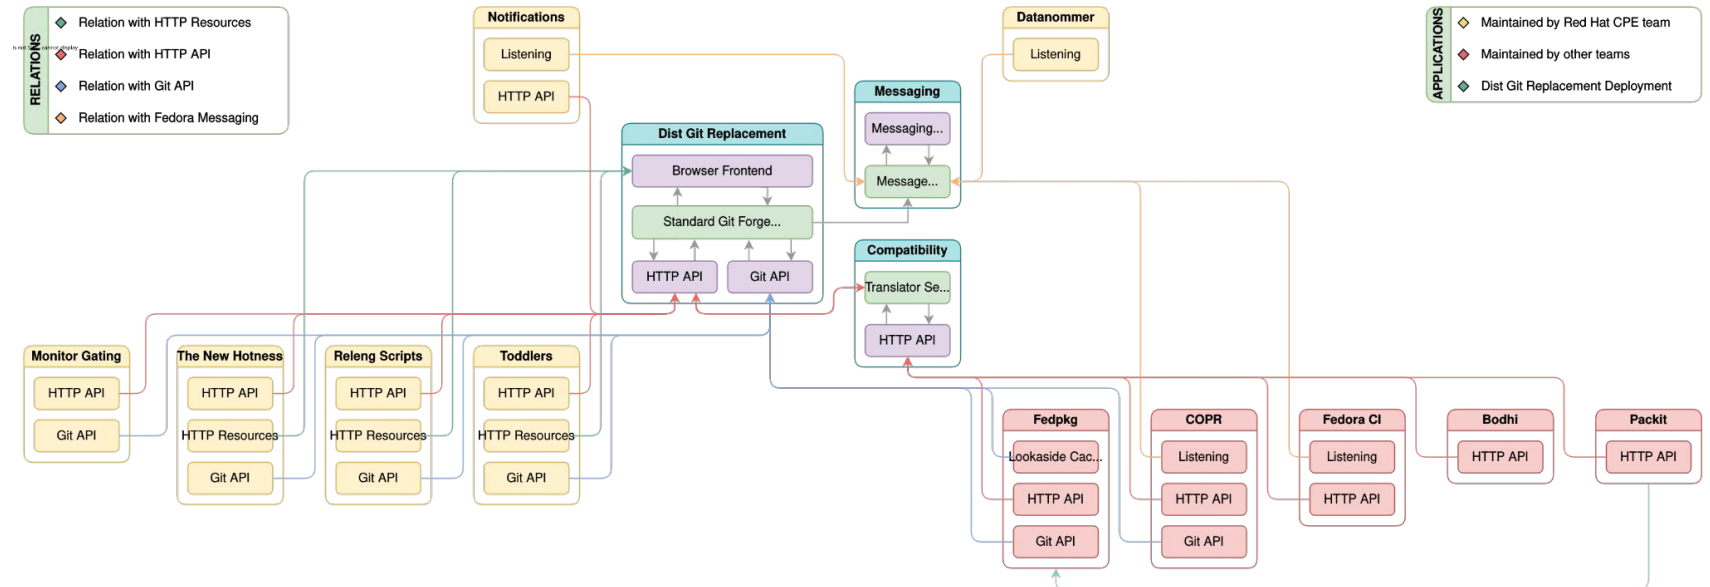 RELATIONS
Relation with HTTP Resources
is not
cannot display
Relation with HTTP API
Relation with Git API
Relation with Fedora Messaging
Notifications
Listening
HTTP API
Datanommer
Listening
APPLICATIONS
Maintained by Red Hat CPE team
Maintained by other teams
Dist Git Replacement Deployment
Messaging
Messaging...
Message...
Dist Git Replacement
Browser Frontend
Standard Git Forge...
HTTP API
Git API
Compatibility
Translator Se...
HTTP API
Monitor Gating
HTTP API
Git API
The New Hotness
HTTP API
HTTP Resources
Git API
Releng Scripts
HTTP API
HTTP Resources
Git API
Toddlers
HTTP API
HTTP Resources
Git API
Fedpkg
Lookaside Cac...
HTTP API
Git API
COPR
Listening
HTTP API
Git API
Fedora CI
Listening
HTTP API
Bodhi
HTTP API
Packit
HTTP API